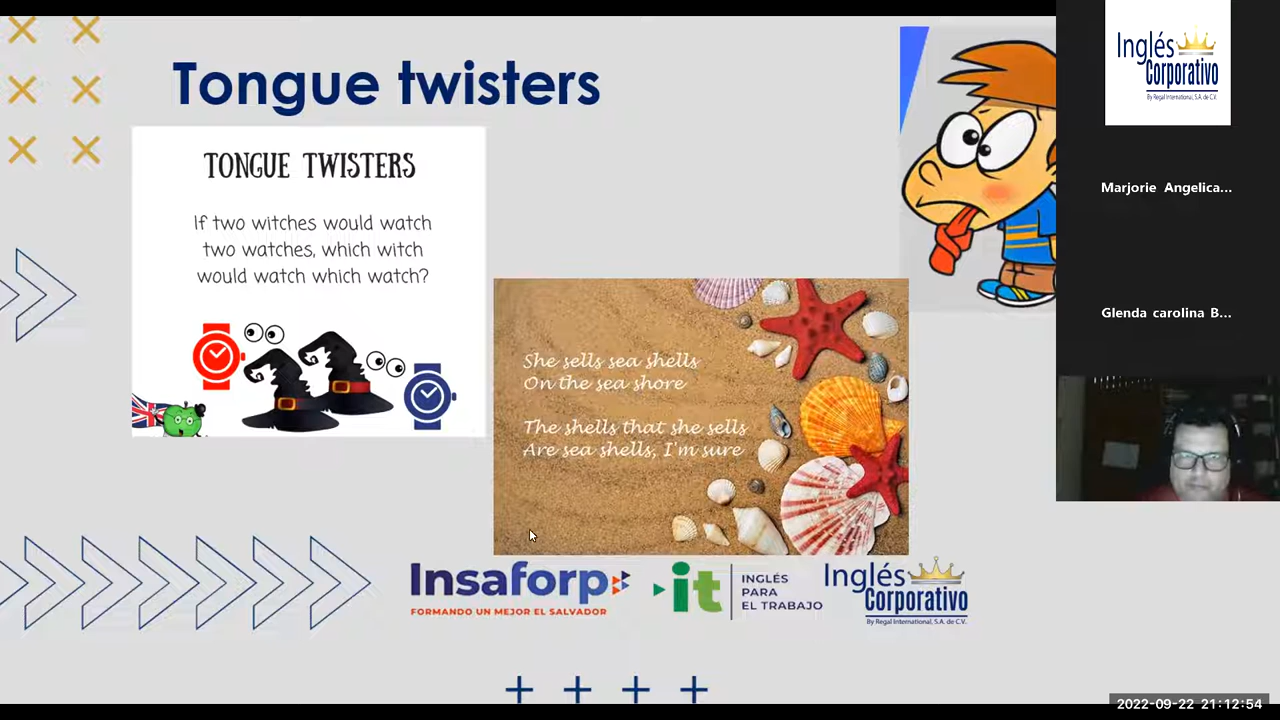 Tongue twisters
TONGUE TWISTERS
If two witches would watch
two watches, which witch
would watch which watch?
She sells sea shells
On the sea shore
The shells that she sells
Are sea shells, I'm sure
Insaforp
FORMANDO UN MEJOR EL SALVADOR
it
INGLÉS
PARA
EL TRABAJO
Inglés
Corporativo
By Regal International, S.A. de C.V.
Inglés
Corporativo
By Regal International, S.A. de C.V.
Marjorie Angelica...
Glenda carolina B...
2022-09-22 21:12:54